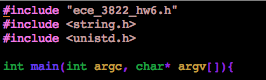 #include "ece_3822_hw6.h"
#include <string.h>
#include <unistd.h>
int main(int argc, char* argv[]){